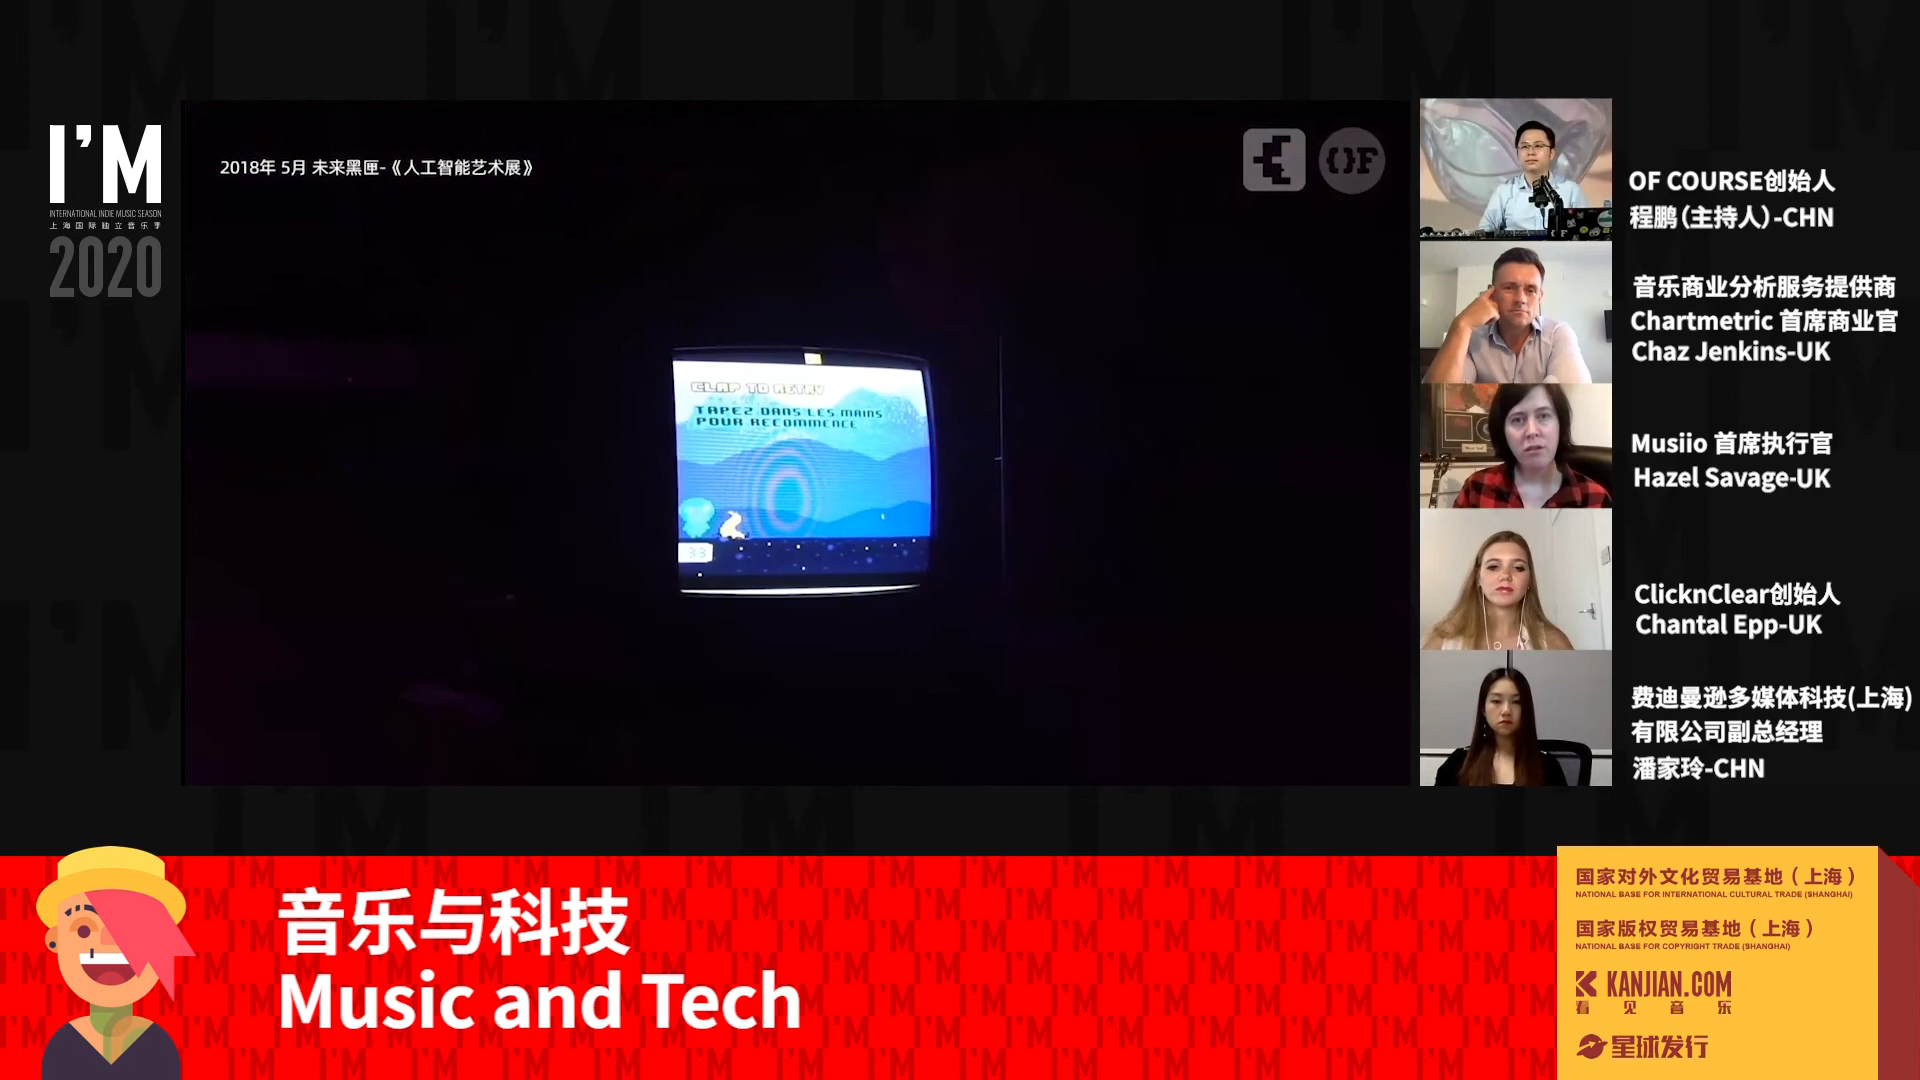 I'M
INTERNATIONAL INDIE MUSIC SEASON
上海国际独立音乐季
2020
2018年 5月 未来黑匣-《人工智能艺术展》
OF
CLAP TO RETRY
TAPEZ DANS LES MAINS
POUR RECOMMENCE
33
OF COURSE创始人
程鹏(主持人)-CHN
音乐商业分析服务提供商
Chartmetric 首席商业官
Chaz Jenkins-UK
Musiio 首席执行官
Hazel Savage-UK
ClicknClear创始人
Chantal Epp-UK
费迪曼逊多媒体科技(上海)
有限公司副总经理
潘家玲-CHN
音乐与科技
Music and Tech
国家对外文化贸易基地（上海）
NATIONAL BASE FOR INTERNATIONAL CULTURAL TRADE (SHANGHAI)
国家版权贸易基地（上海）
NATIONAL BASE FOR COPYRIGHT TRADE (SHANGHAI)
KANJIAN.COM
看见音乐
星球发行